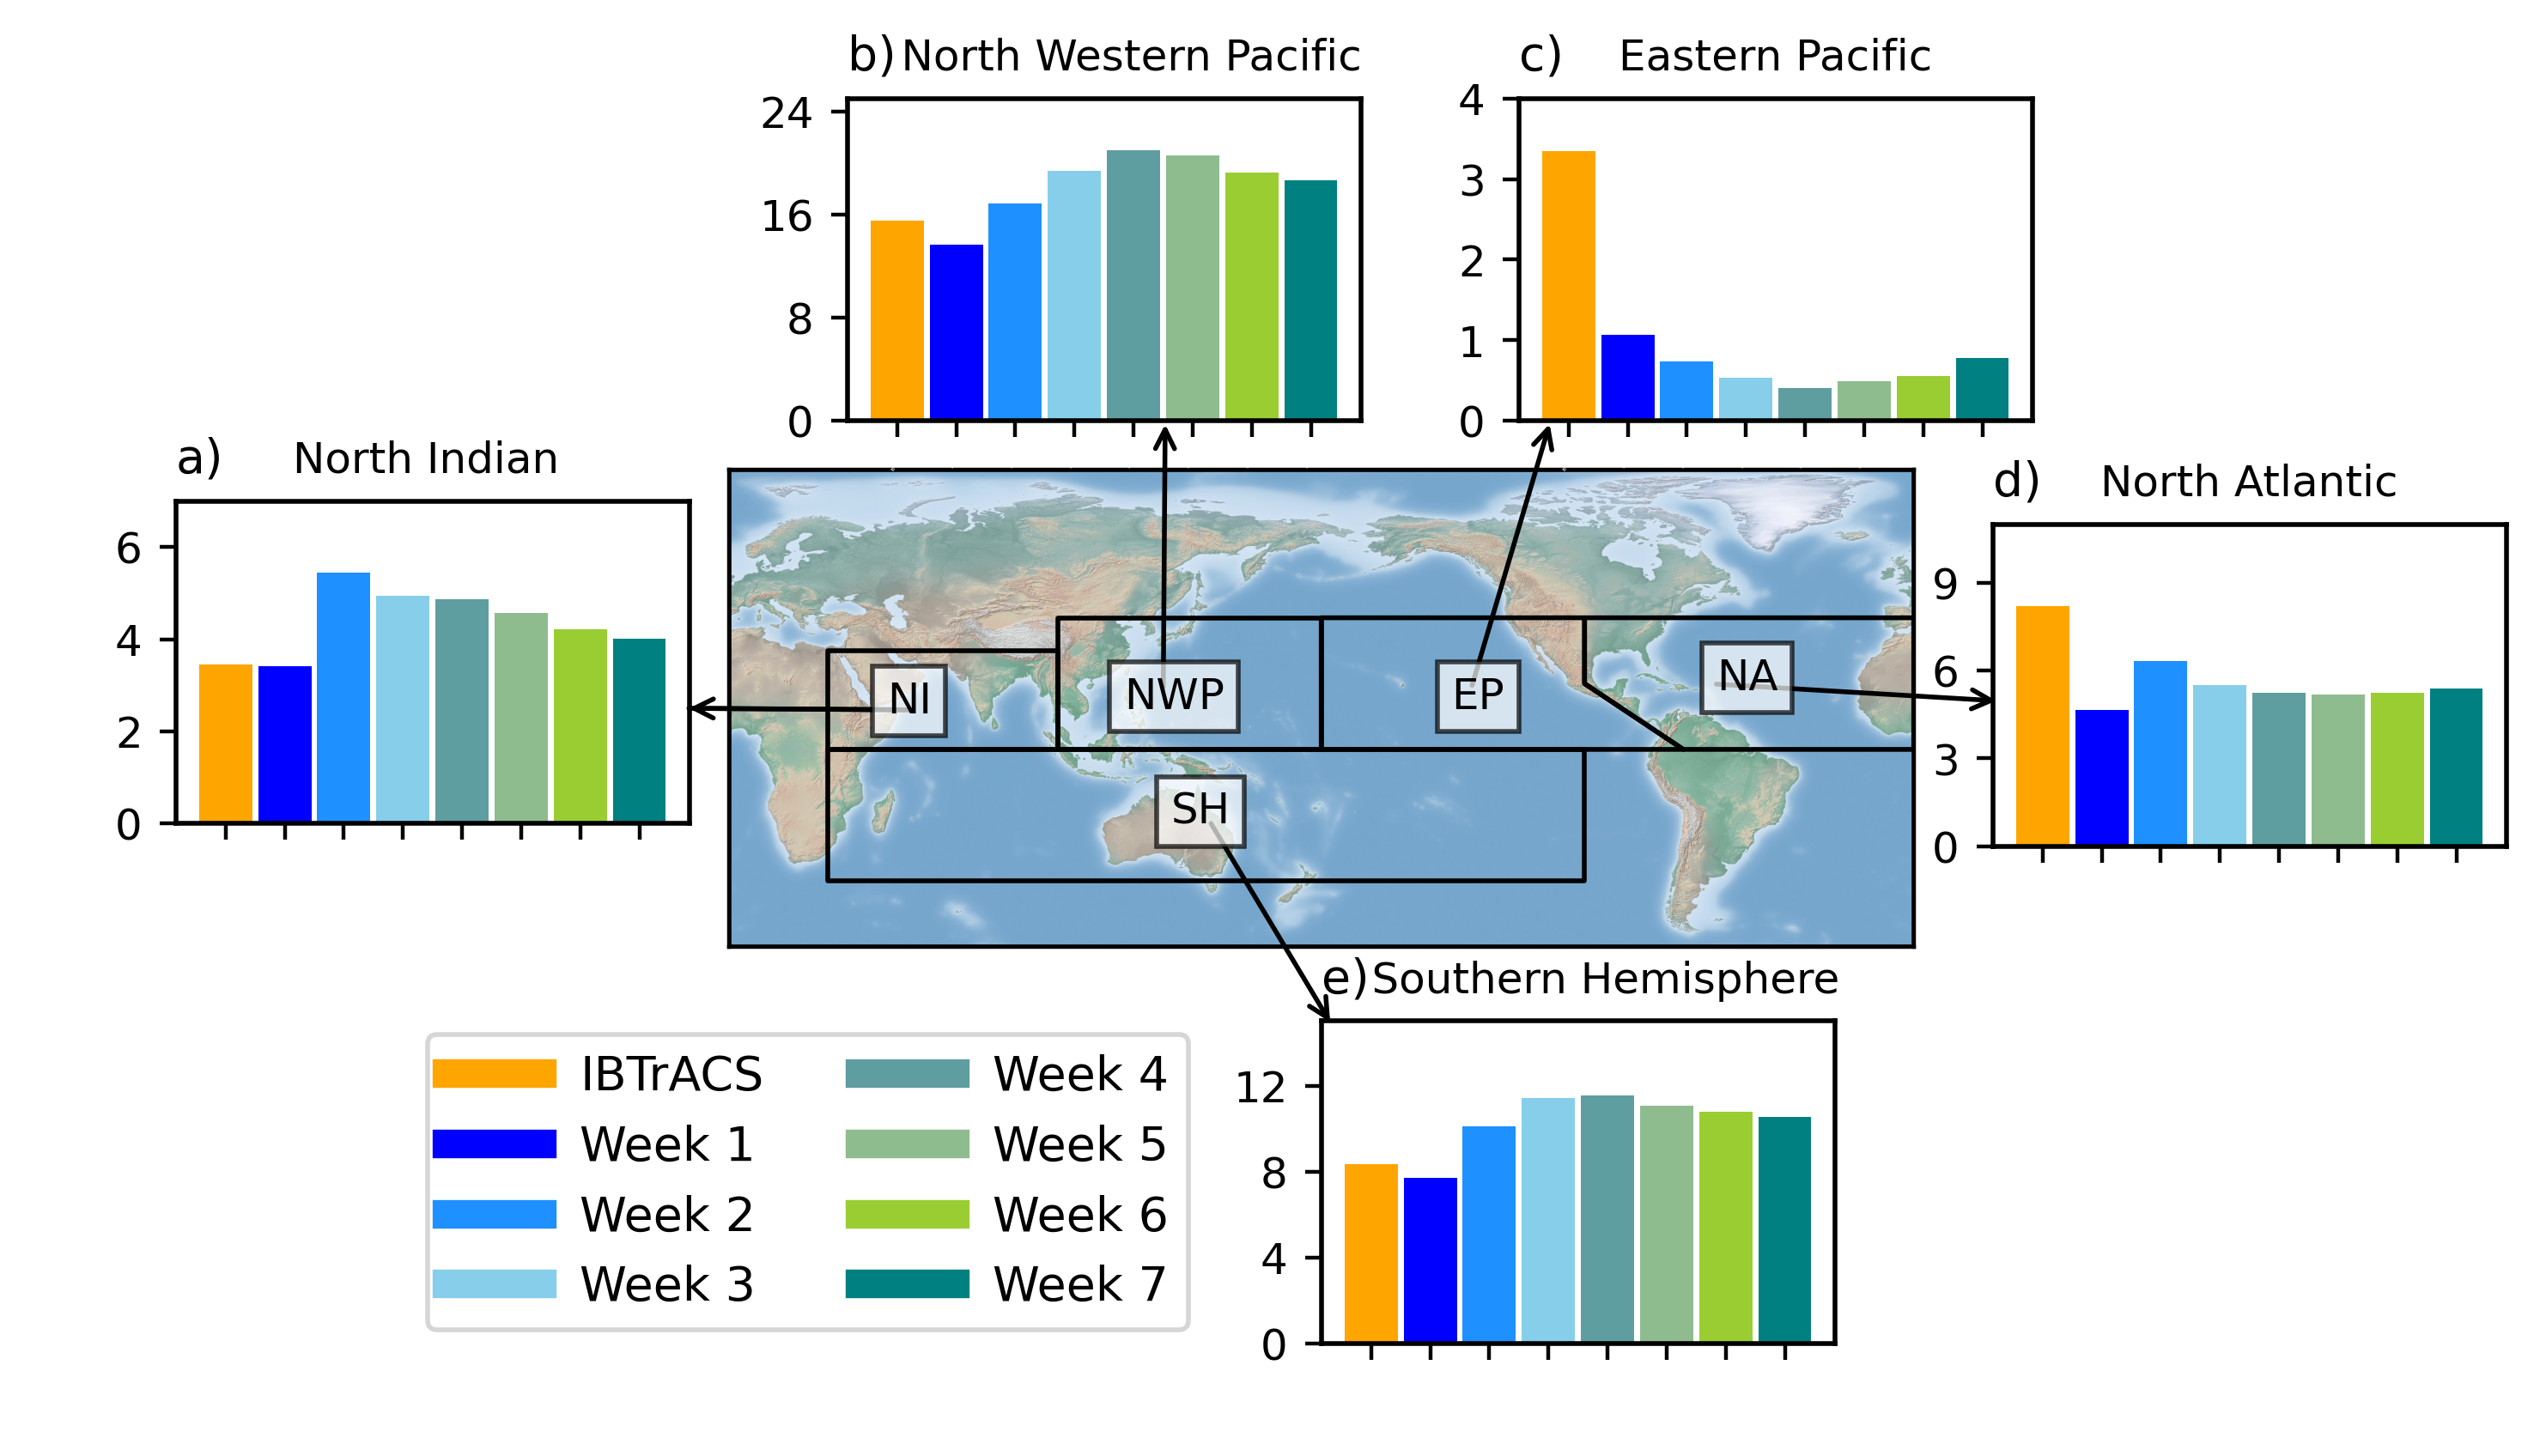 b) North Western Pacific
24
16
8
0
c) Eastern Pacific
4
3
2
1
0
a) North Indian
6
4
2
0
d) North Atlantic
9
6
3
0
NI
NWP
EP
NA
SH
e) Southern Hemisphere
12
8
4
0
IBTrACS
Week 1
Week 2
Week 3
Week 4
Week 5
Week 6
Week 7